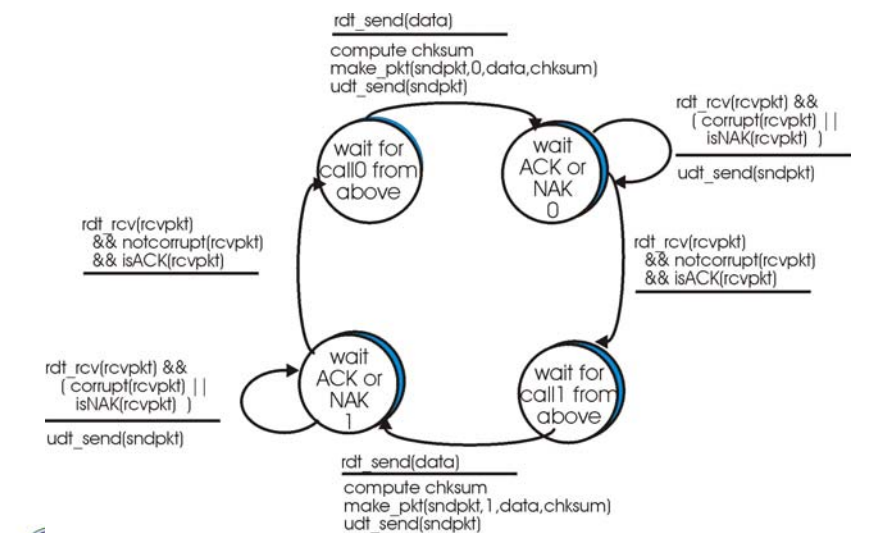 rdt_send(data)
compute chksum
make_pkt(sndpkt,0,data,chksum)
udt_send(sndpkt)
wait for
call0 from
above
wait
ACK or
NAK
0
rdt_rcv(rcvpkt) &&
( corrupt(rcvpkt) ||
isNAK(rcvpkt) )
udt_send(sndpkt)
rdt_rcv(rcvpkt)
&& notcorrupt(rcvpkt)
&& isACK(rcvpkt)
rdt_rcv(rcvpkt)
&& notcorrupt(rcvpkt)
&& isACK(rcvpkt)
rdt_rcv(rcvpkt) &&
( corrupt(rcvpkt) ||
isNAK(rcvpkt) )
udt_send(sndpkt)
wait
ACK or
NAK
1
wait for
call1 from
above
rdt_send(data)
compute chksum
make_pkt(sndpkt,1,data,chksum)
udt_send(sndpkt)